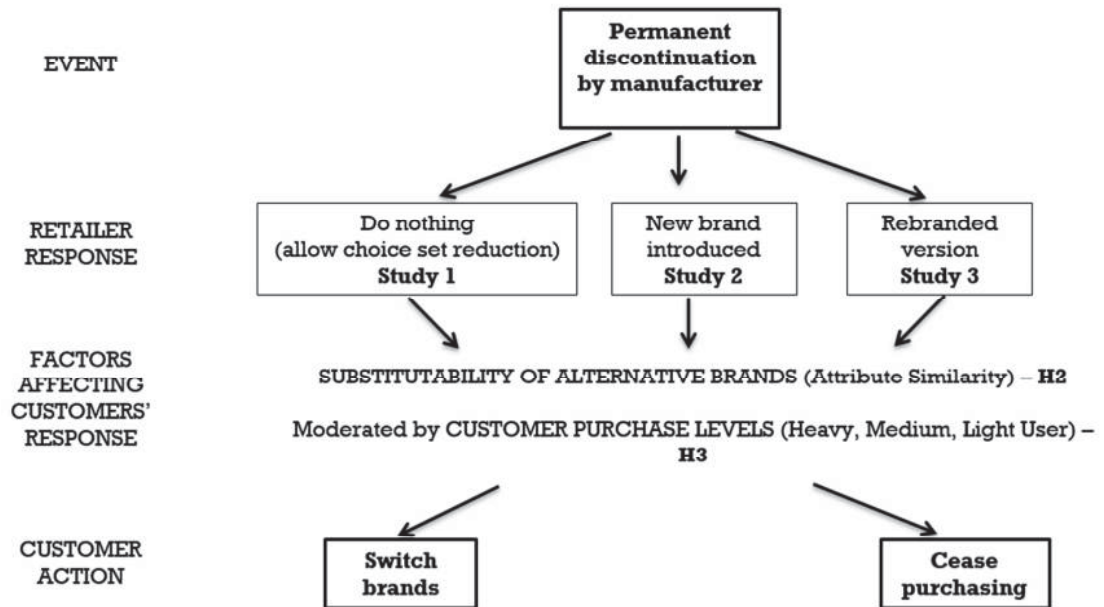 EVENT
Permanent
discontinuation
by manufacturer
RETAILER
RESPONSE
Do nothing
(allow choice set reduction)
Study 1
New brand
introduced
Study 2
Rebranded
version
Study 3
FACTORS
AFFECTING
CUSTOMERS'
RESPONSE
SUBSTITUTABILITY OF ALTERNATIVE BRANDS (Attribute Similarity) – H2
Moderated by CUSTOMER PURCHASE LEVELS (Heavy, Medium, Light User) –
H3
CUSTOMER
ACTION
Switch
brands
Cease
purchasing